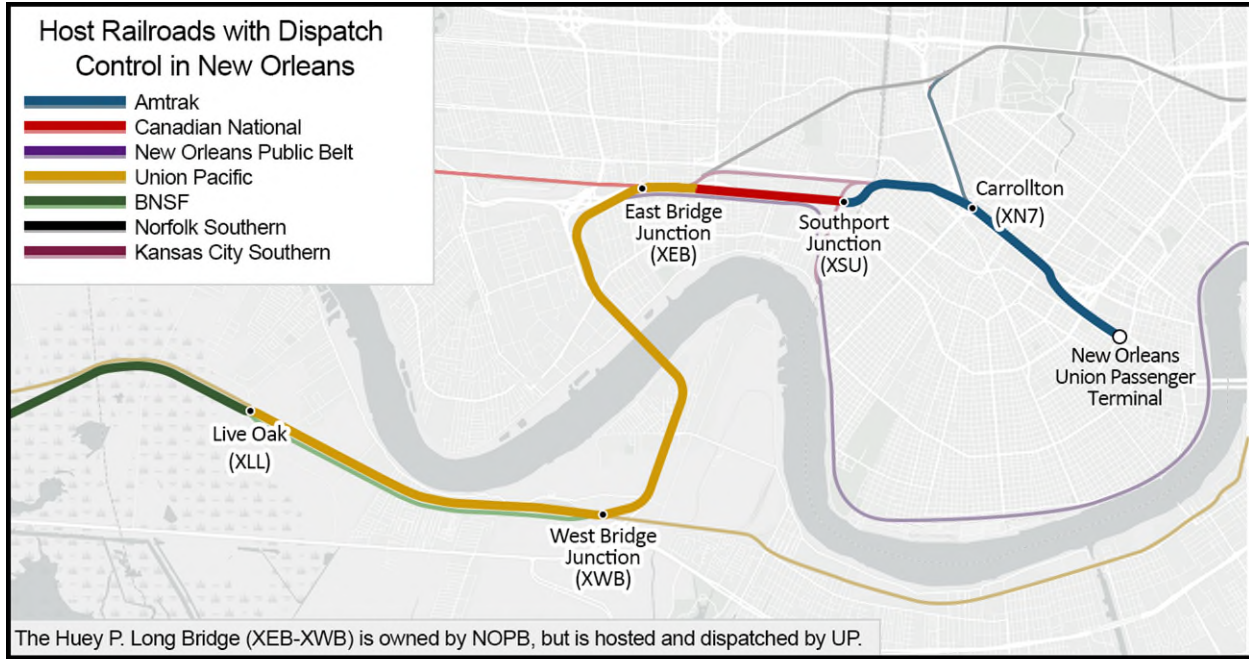 Host Railroads with Dispatch
Control in New Orleans
Amtrak
Canadian National
New Orleans Public Belt
Union Pacific
BNSF
Norfolk Southern
Kansas City Southern
East Bridge
Junction
(XEB)
Southport
Junction
(XSU)
Carrollton
(XN7)
New Orleans
Union Passenger
Terminal
Live Oak
(XLL)
West Bridge
Junction
(XWB)
The Huey P. Long Bridge (XEB-XWB) is owned by NOPB, but is hosted and dispatched by UP.